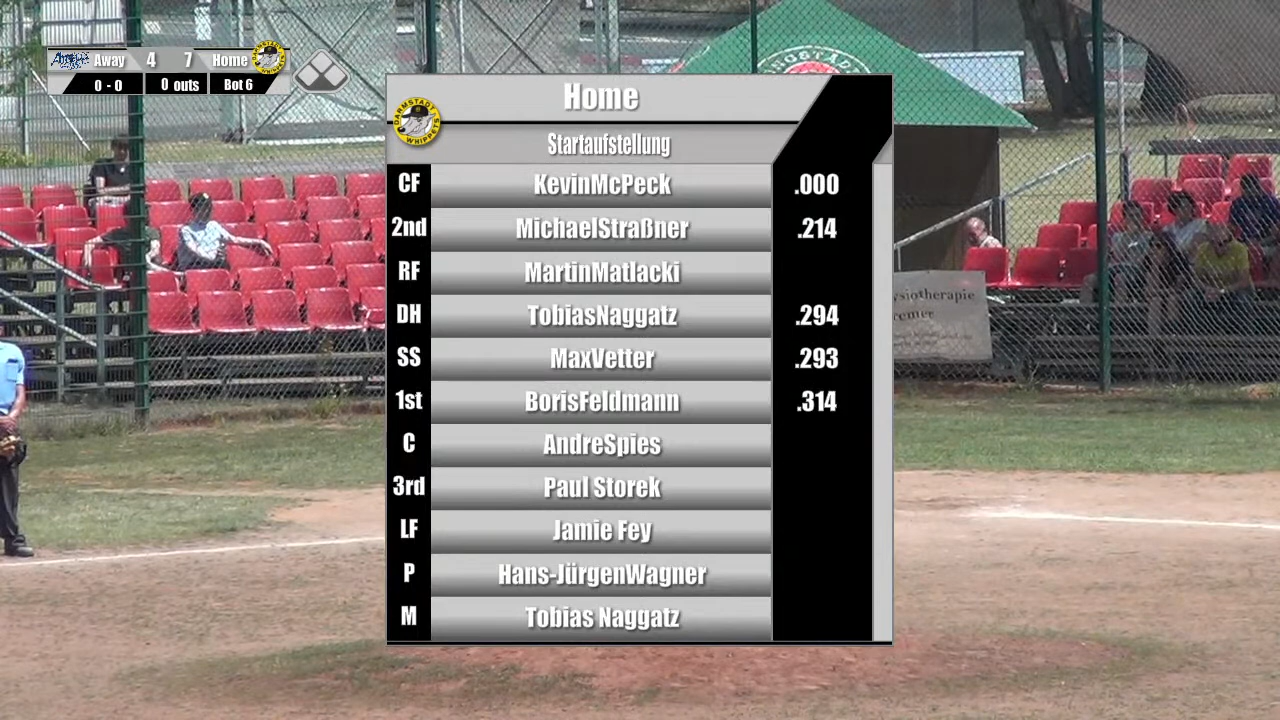 Away 4 7 Home
0 - 0 0 outs Bot 6
DARMSTADT WHIPPETS
Home
Startaufstellung
CF KevinMcPeck .000
2nd MichaelStraßner .214
RF MartinMatlacki
DH TobiasNaggatz .294
SS MaxVetter .293
1st BorisFeldmann .314
C AndreSpies
3rd Paul Storek
LF Jamie Fey
P Hans-JürgenWagner
M Tobias Naggatz